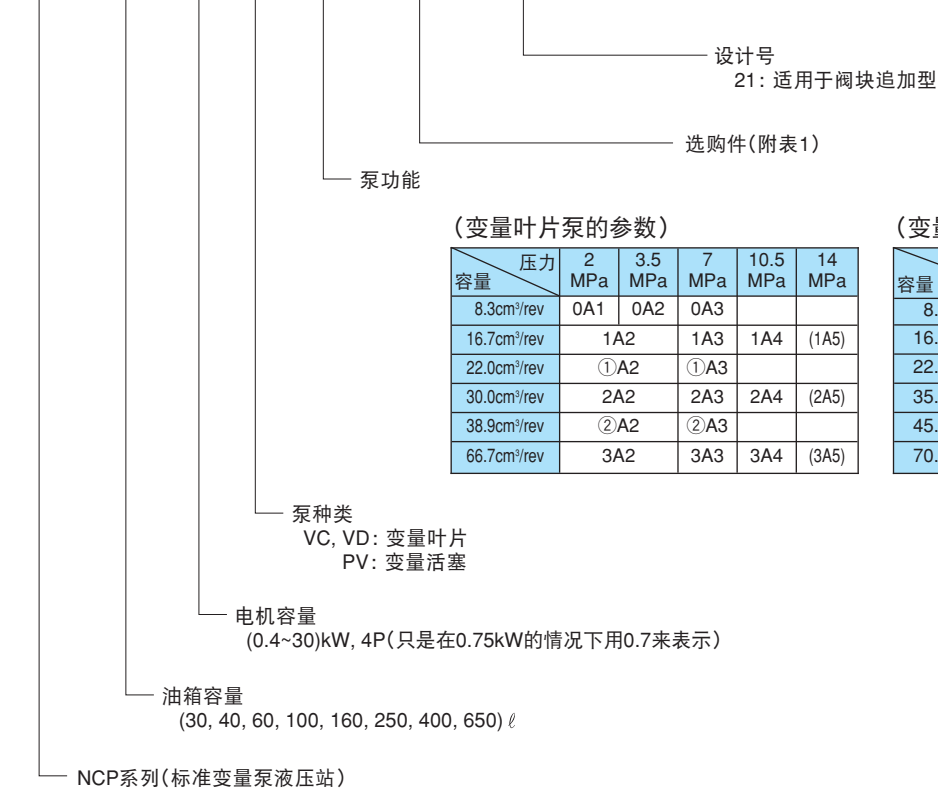 设计号
21: 适用于阀块追加型
选购件(附表1)
泵功能
(变量叶片泵的参数)
压力 容量 2 MPa 3.5 MPa 7 MPa 10.5 MPa 14 MPa
8.3cm³/rev 0A1 0A2 0A3
16.7cm³/rev 1A2 1A3 1A4 (1A5)
22.0cm³/rev ①A2 ①A3
30.0cm³/rev 2A2 2A3 2A4 (2A5)
38.9cm³/rev ②A2 ②A3
66.7cm³/rev 3A2 3A3 3A4 (3A5)
(变
容量
8.
16.
22.
35.
45.
70.
泵种类
VC, VD: 变量叶片
PV: 变量活塞
电机容量
(0.4~30)kW, 4P(只是在0.75kW的情况下用0.7来表示)
油箱容量
(30, 40, 60, 100, 160, 250, 400, 650) ℓ
NCP系列(标准变量泵液压站)